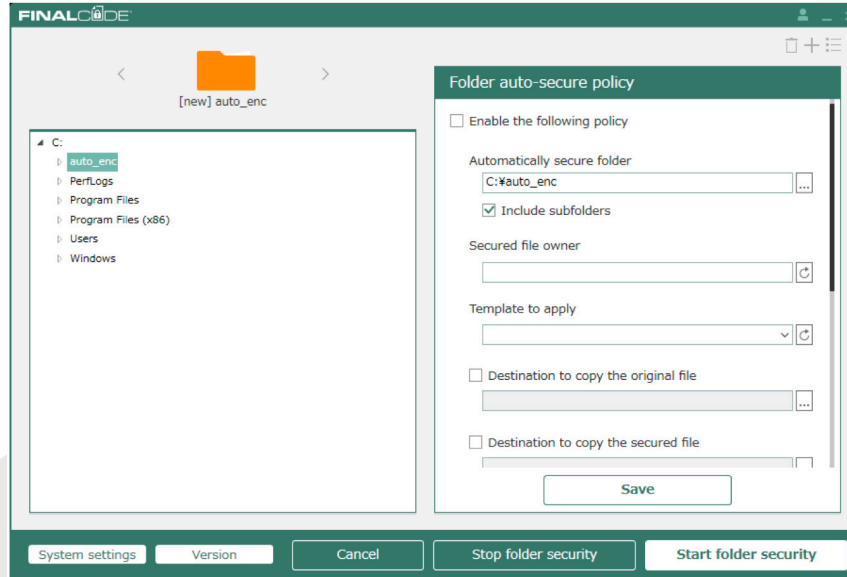 FINALCODE
[new] auto_enc
C:
auto_enc
PerfLogs
Program Files
Program Files (x86)
Users
Windows
Folder auto-secure policy
Enable the following policy
Automatically secure folder
C:¥auto_enc
...
Include subfolders
Secured file owner
Template to apply
Destination to copy the original file
...
Destination to copy the secured file
Save
System settings
Version
Cancel
Stop folder security
Start folder security